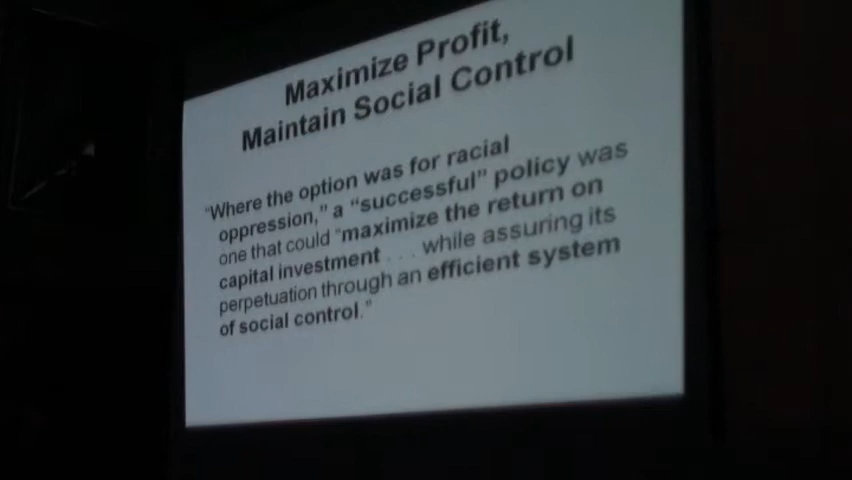 Maximize Profit,
Maintain Social Control
“Where the option was for racial
oppression,” a “successful” policy was
one that could “maximize the return on
capital investment . . . while assuring its
perpetuation through an efficient system
of social control.”